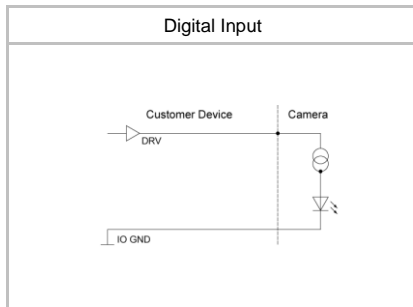 Digital Input
Customer Device
Camera
DRV
IO GND